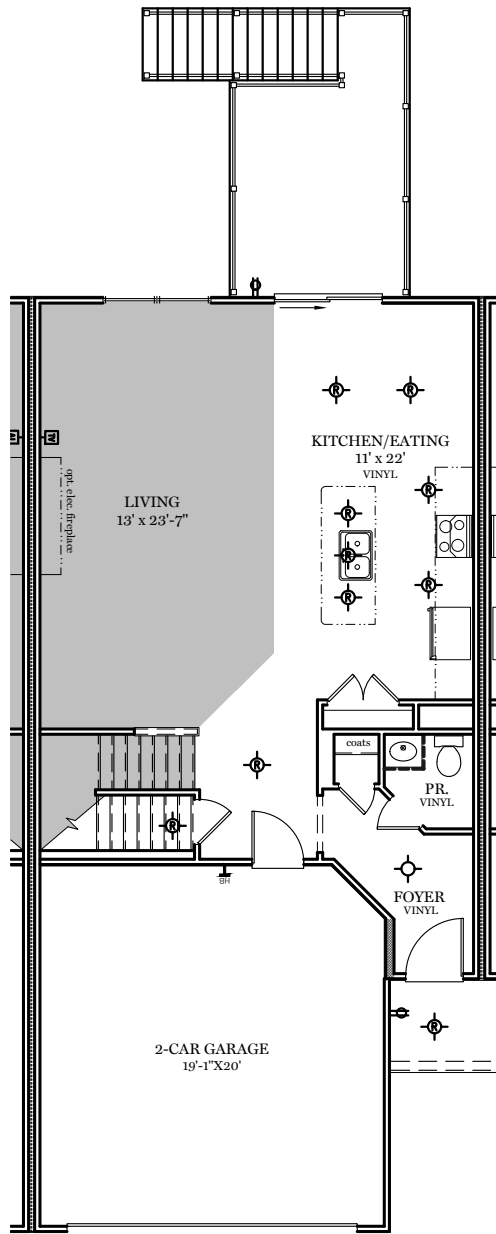 R
R
KITCHEN/EATING
11' x 22'
VINYL
W
W
opt. elec. fireplace
LIVING
13' x 23'-7"
R
R
R
R
R
coats
R
PR.
VINYL
R
FOYER
VINYL
HB
R
2-CAR GARAGE
19'-1"X20'